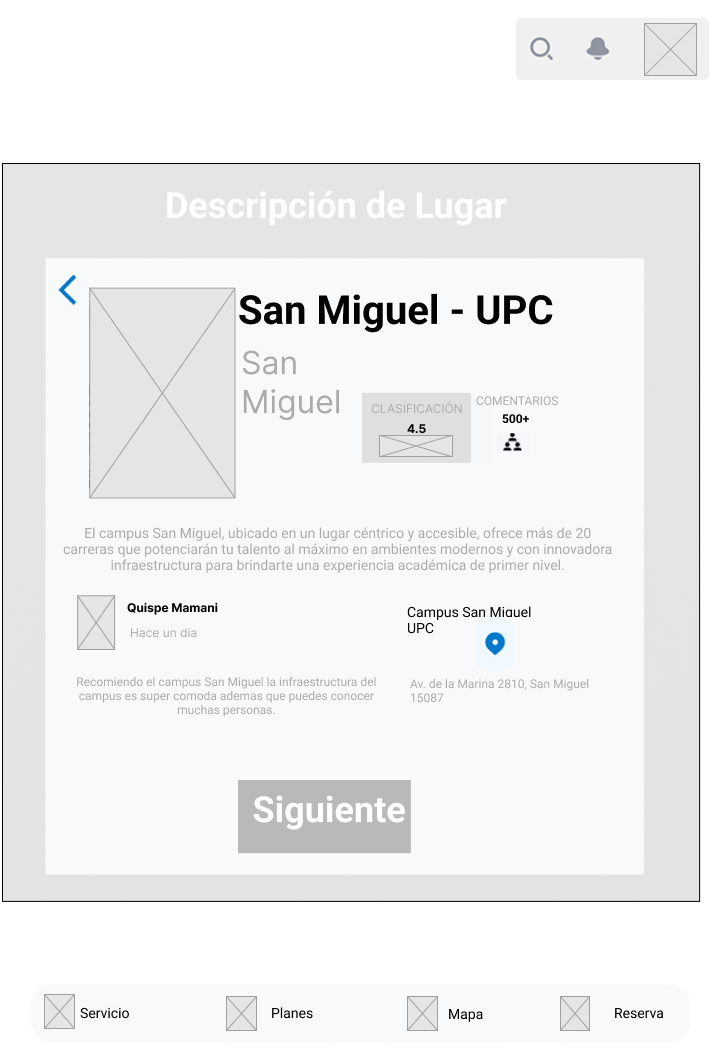 Descripción de Lugar
San Miguel - UPC
San
Miguel
CLASIFICACIÓN
4.5
COMENTARIOS
500+
El campus San Miguel, ubicado en un lugar céntrico y accesible, ofrece más de 20
carreras que potenciarán tu talento al máximo en ambientes modernos y con innovadora
infraestructura para brindarte una experiencia académica de primer nivel.
Quispe Mamani
Hace un dia
Recomiendo el campus San Miguel la infraestructura del
campus es super comoda ademas que puedes conocer
muchas personas.
Campus San Miguel
UPC
Av. de la Marina 2810, San Miguel
15087
Siguiente
Servicio
Planes
Mapa
Reserva